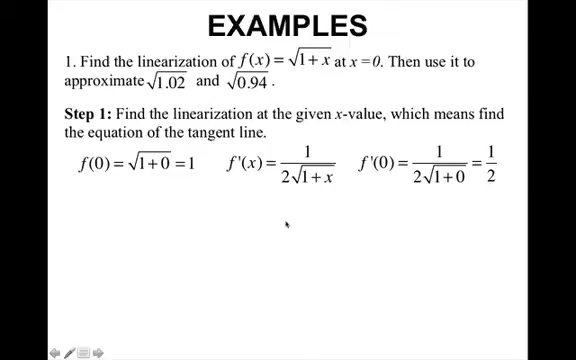 EXAMPLES
1. Find the linearization of f(x) = √(1 + x) at x = 0. Then use it to
approximate √1.02 and √0.94 .
Step 1: Find the linearization at the given x-value, which means find
the equation of the tangent line.
f(0) = √(1+0) = 1 f'(x) = 1/(2√(1 + x)) f'(0) = 1/(2√(1+0)) = 1/2